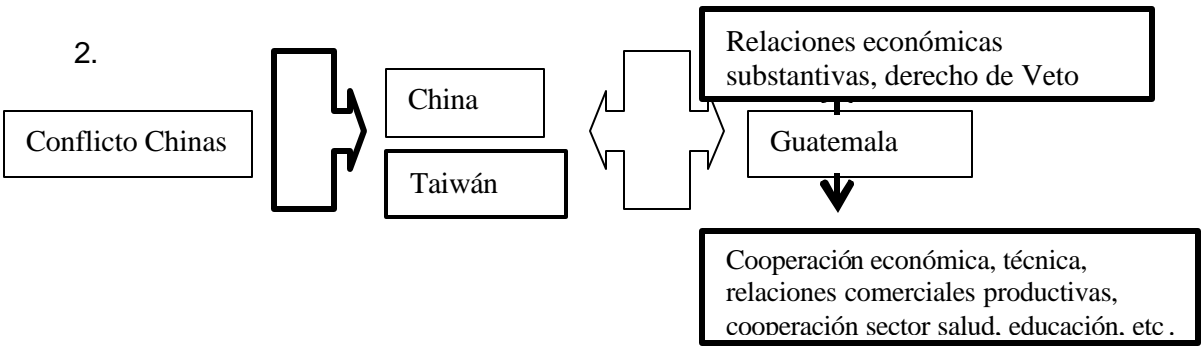 2.
Conflicto Chinas
China
Taiwán
Relaciones económicas
substantivas, derecho de Veto
Guatemala
Cooperación económica, técnica,
relaciones comerciales productivas,
cooperación sector salud, educación, etc.